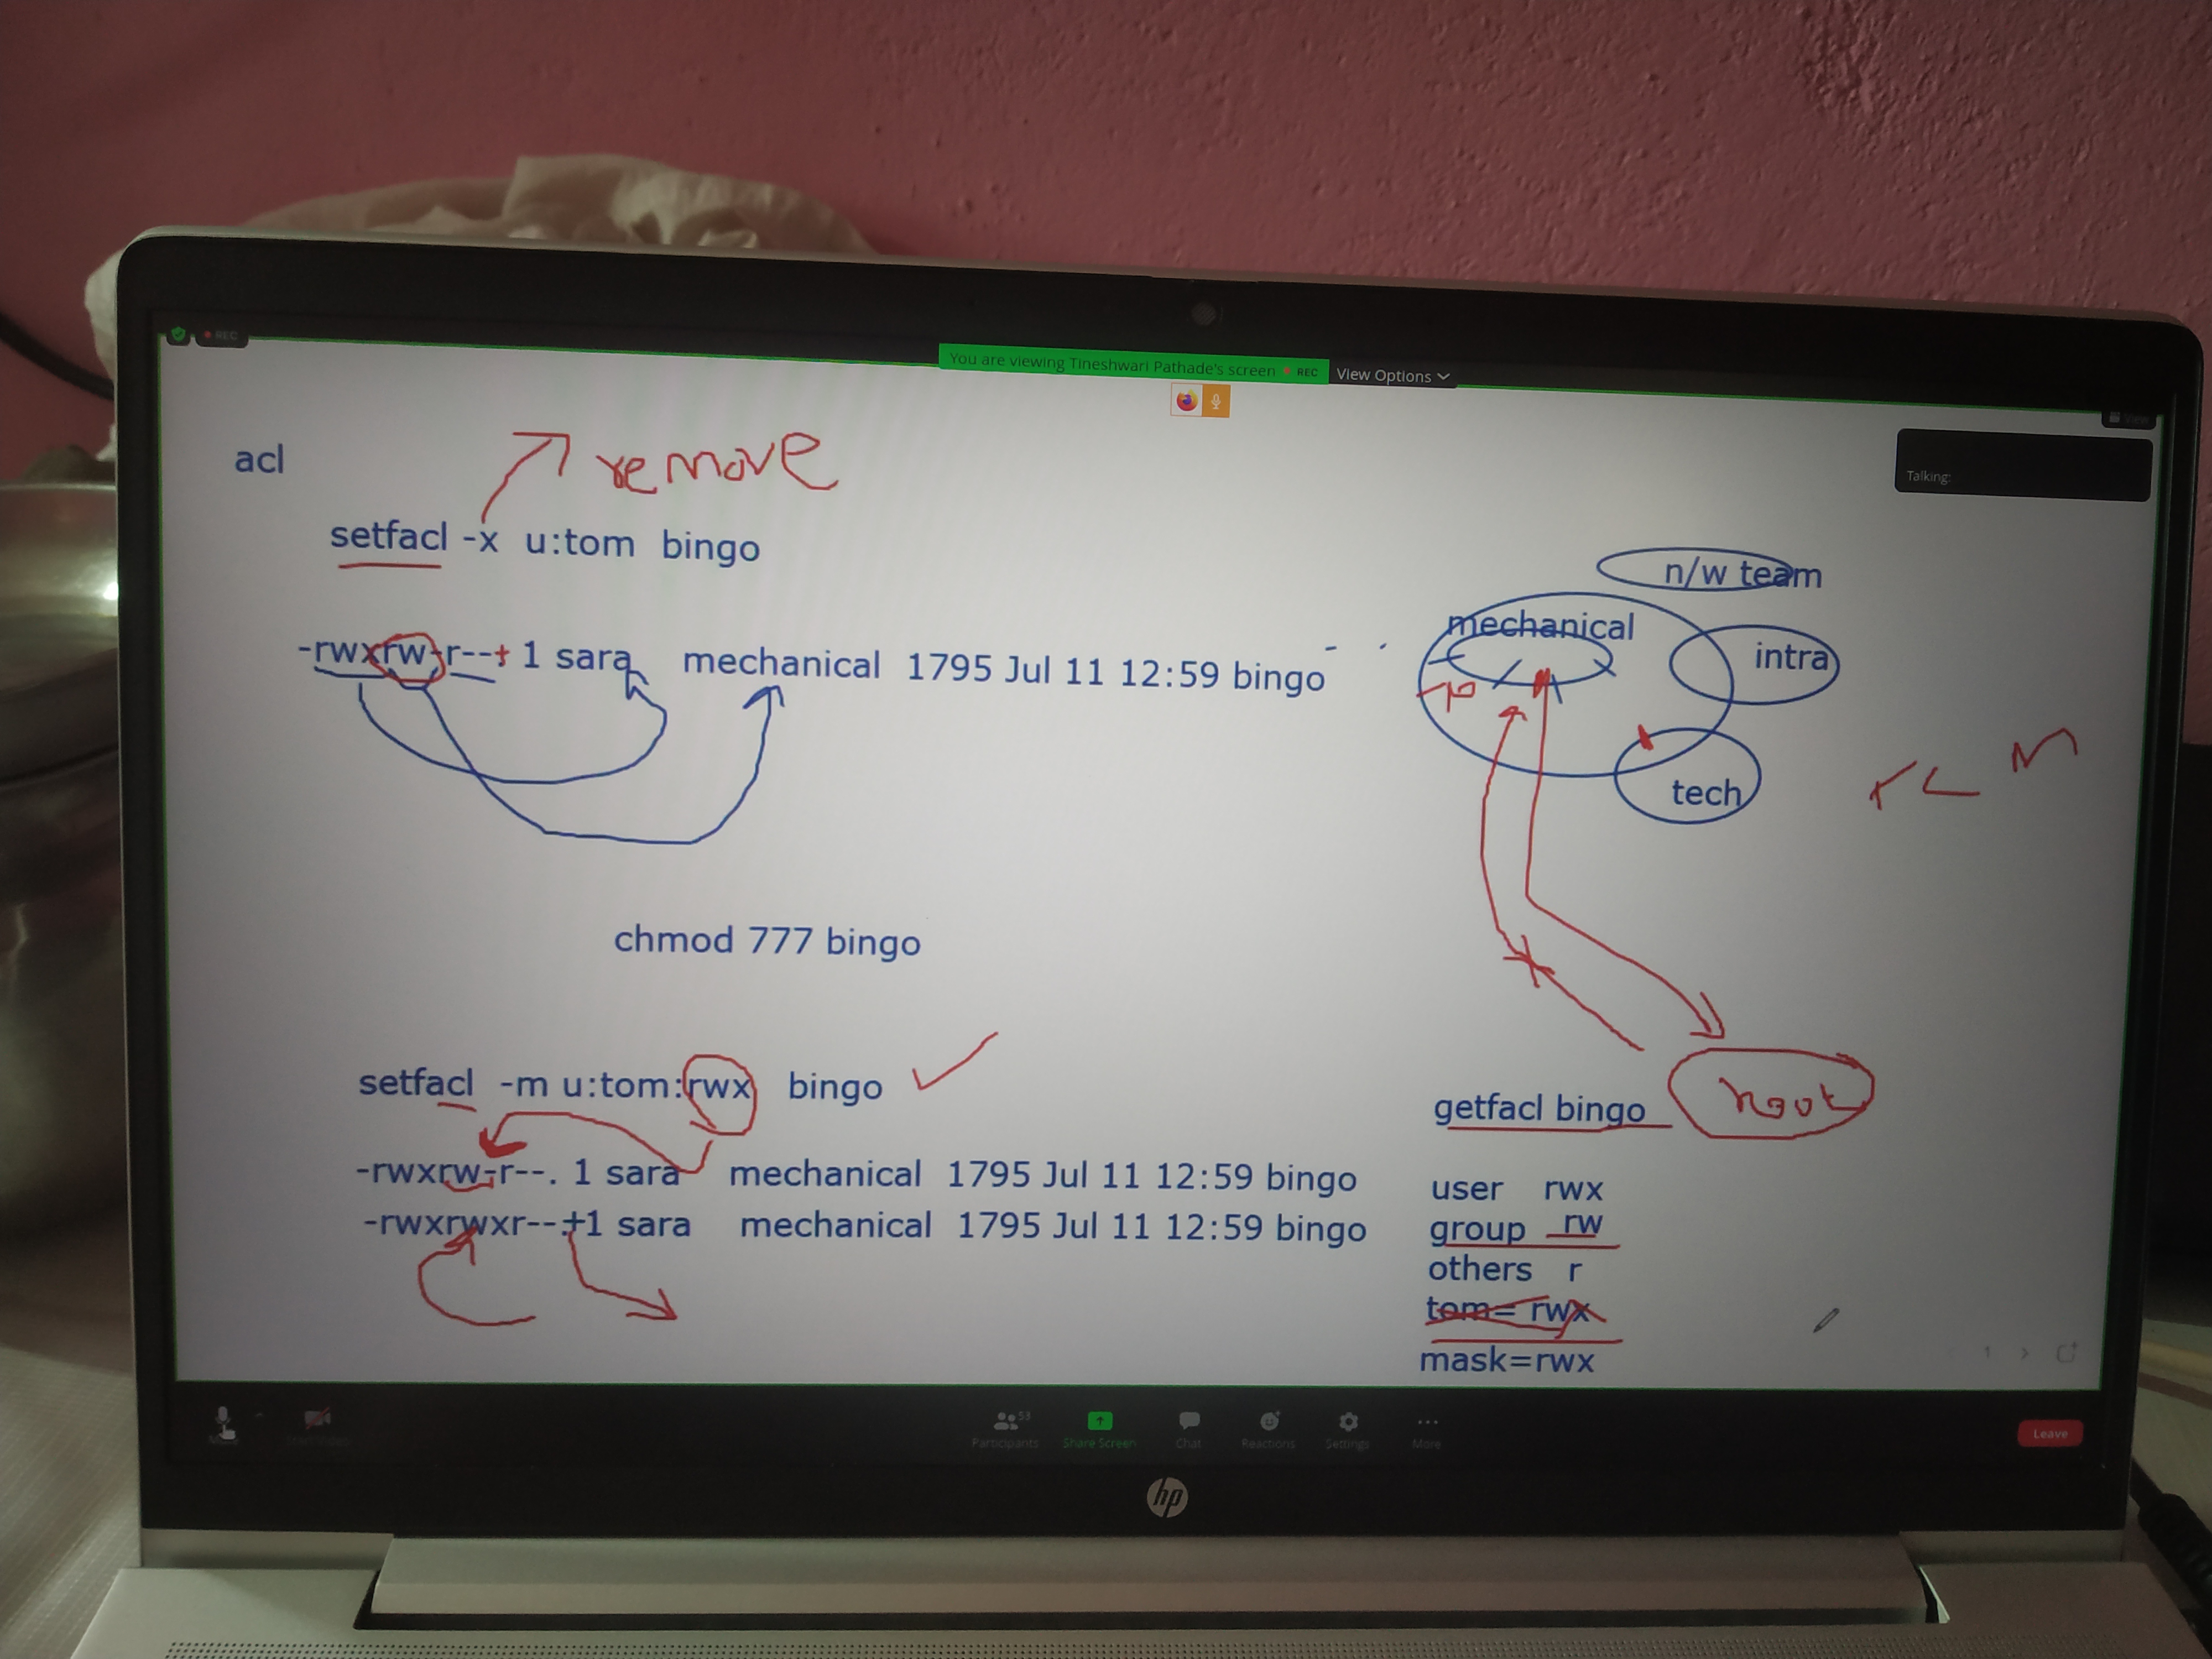 REC
You are viewing Tineshwari Pathade's screen REC View Options
View
Talking:
acl
remove
setfacl -x u:tom bingo
-rwxrw-r--+ 1 sara mechanical 1795 Jul 11 12:59 bingo
n/w team
mechanical
intra
tech
chmod 777 bingo
setfacl -m u:tom:rwx bingo
-rwxrw-r--. 1 sara mechanical 1795 Jul 11 12:59 bingo
-rwxrwxr--.+1 sara mechanical 1795 Jul 11 12:59 bingo
getfacl bingo
root
user rwx
group rw
others r
tom= rwx
mask=rwx
1
53
Participants Share Screen Chat Reactions Settings More
Leave
hp